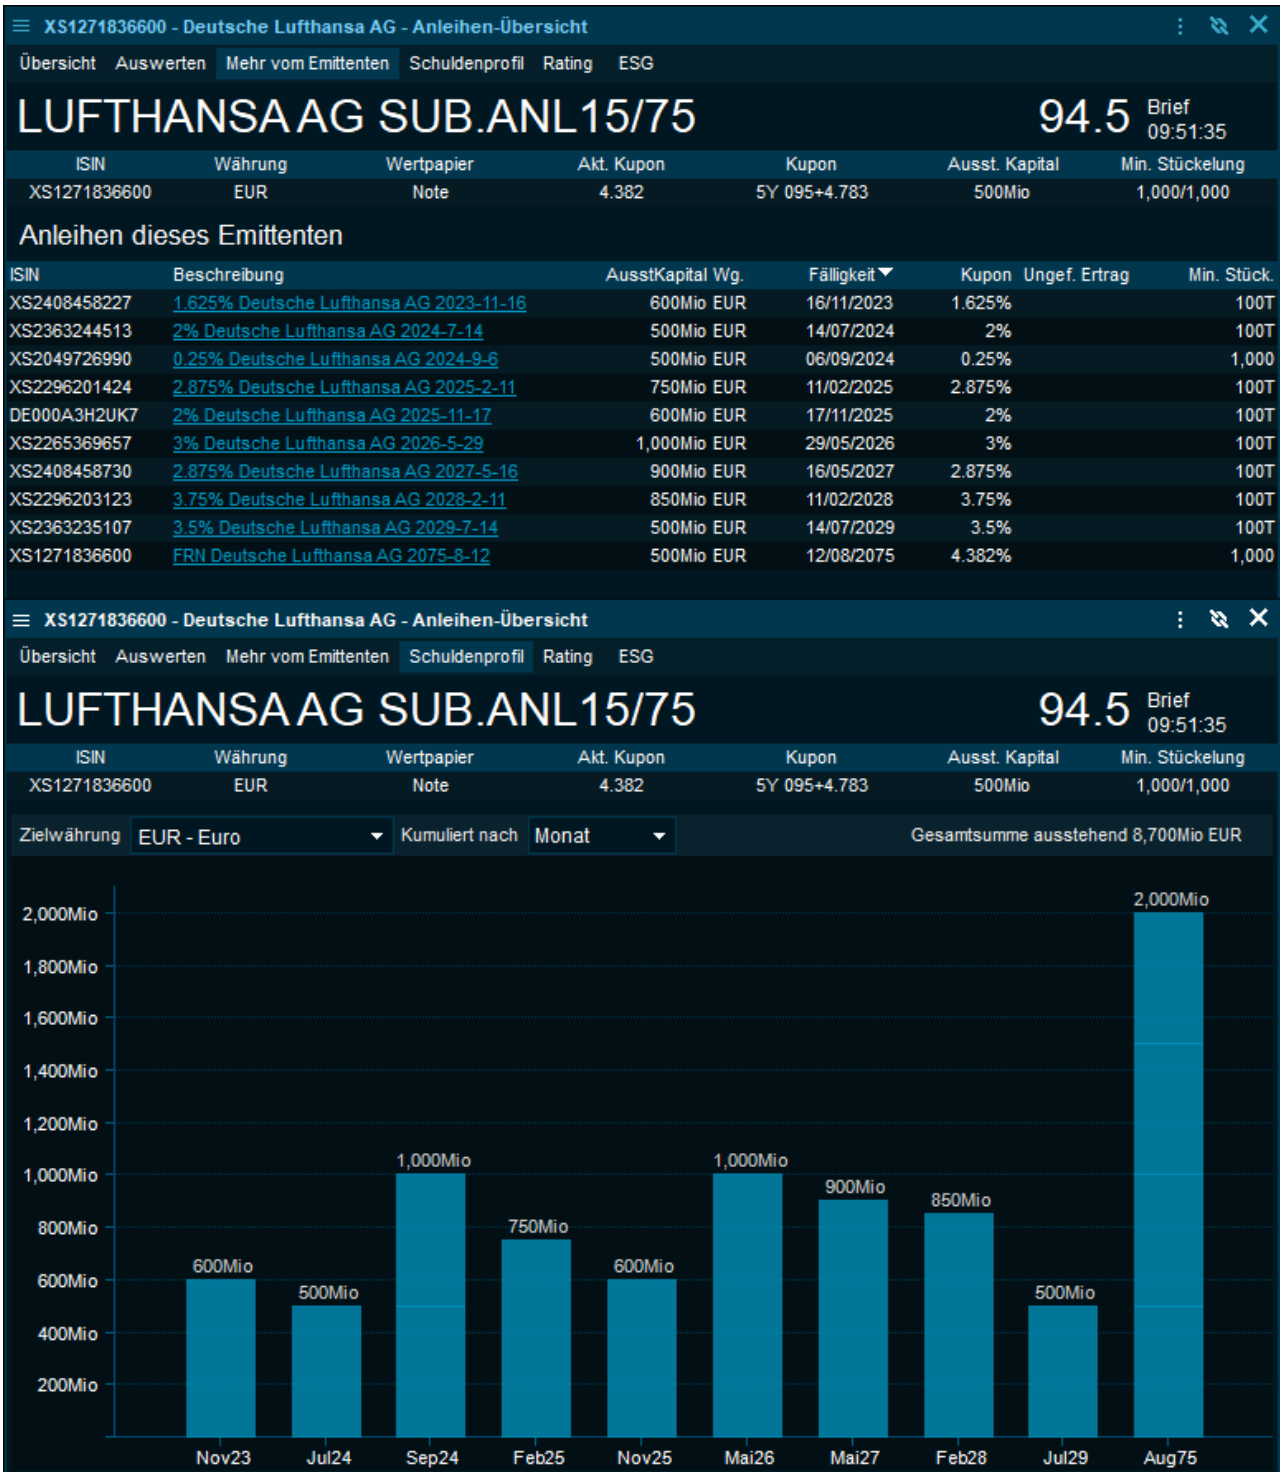 XS1271836600 - Deutsche Lufthansa AG - Anleihen-Übersicht
Übersicht Auswerten Mehr vom Emittenten Schuldenprofil Rating ESG
LUFTHANSA AG SUB.ANL15/75 94.5 Brief 09:51:35
ISIN Währung Wertpapier Akt. Kupon Kupon Ausst. Kapital Min. Stückelung
XS1271836600 EUR Note 4.382 5Y 095+4.783 500Mio 1,000/1,000
Anleihen dieses Emittenten
ISIN Beschreibung AusstKapital Wg. Fälligkeit Kupon Ungef. Ertrag Min. Stück.
XS2408458227 1.625% Deutsche Lufthansa AG 2023-11-16 600Mio EUR 16/11/2023 1.625% 100T
XS2363244513 2% Deutsche Lufthansa AG 2024-7-14 500Mio EUR 14/07/2024 2% 100T
XS2049726990 0.25% Deutsche Lufthansa AG 2024-9-6 500Mio EUR 06/09/2024 0.25% 1,000
XS2296201424 2.875% Deutsche Lufthansa AG 2025-2-11 750Mio EUR 11/02/2025 2.875% 100T
DE000A3H2UK7 2% Deutsche Lufthansa AG 2025-11-17 600Mio EUR 17/11/2025 2% 100T
XS2265369657 3% Deutsche Lufthansa AG 2026-5-29 1,000Mio EUR 29/05/2026 3% 100T
XS2408458730 2.875% Deutsche Lufthansa AG 2027-5-16 900Mio EUR 16/05/2027 2.875% 100T
XS2296203123 3.75% Deutsche Lufthansa AG 2028-2-11 850Mio EUR 11/02/2028 3.75% 100T
XS2363235107 3.5% Deutsche Lufthansa AG 2029-7-14 500Mio EUR 14/07/2029 3.5% 100T
XS1271836600 FRN Deutsche Lufthansa AG 2075-8-12 500Mio EUR 12/08/2075 4.382% 1,000
XS1271836600 - Deutsche Lufthansa AG - Anleihen-Übersicht
Übersicht Auswerten Mehr vom Emittenten Schuldenprofil Rating ESG
LUFTHANSA AG SUB.ANL15/75 94.5 Brief 09:51:35
ISIN Währung Wertpapier Akt. Kupon Kupon Ausst. Kapital Min. Stückelung
XS1271836600 EUR Note 4.382 5Y 095+4.783 500Mio 1,000/1,000
Zielwährung EUR - Euro Kumuliert nach Monat Gesamtsumme ausstehend 8,700Mio EUR
2,000Mio
2,000Mio
1,800Mio
1,600Mio
1,400Mio
1,200Mio
1,000Mio 1,000Mio
1,000Mio
900Mio
850Mio
800Mio
750Mio
600Mio 600Mio
600Mio
500Mio 500Mio
400Mio
200Mio
Nov23 Jul24 Sep24 Feb25 Nov25 Mai26 Mai27 Feb28 Jul29 Aug75